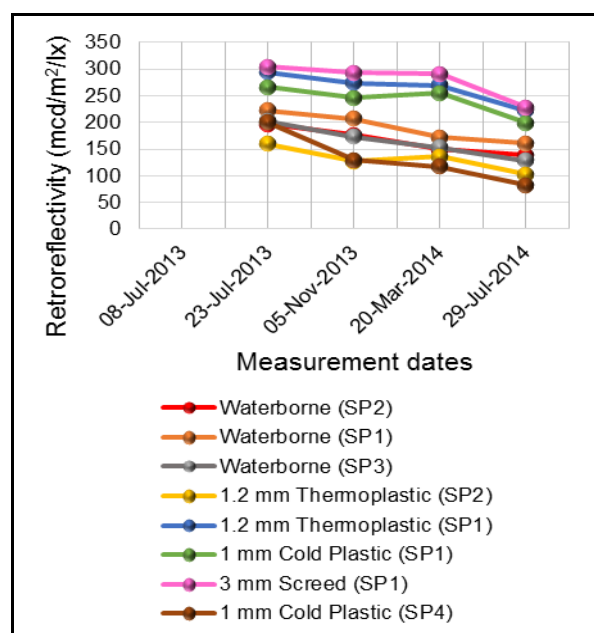 350
300
250
200
150
100
50
0
Retroreflectivity (mcd/m²/lx)
08-Jul-2013
23-Jul-2013
05-Nov-2013
20-Mar-2014
29-Jul-2014
Measurement dates
Waterborne (SP2)
Waterborne (SP1)
Waterborne (SP3)
1.2 mm Thermoplastic (SP2)
1.2 mm Thermoplastic (SP1)
1 mm Cold Plastic (SP1)
3 mm Screed (SP1)
1 mm Cold Plastic (SP4)